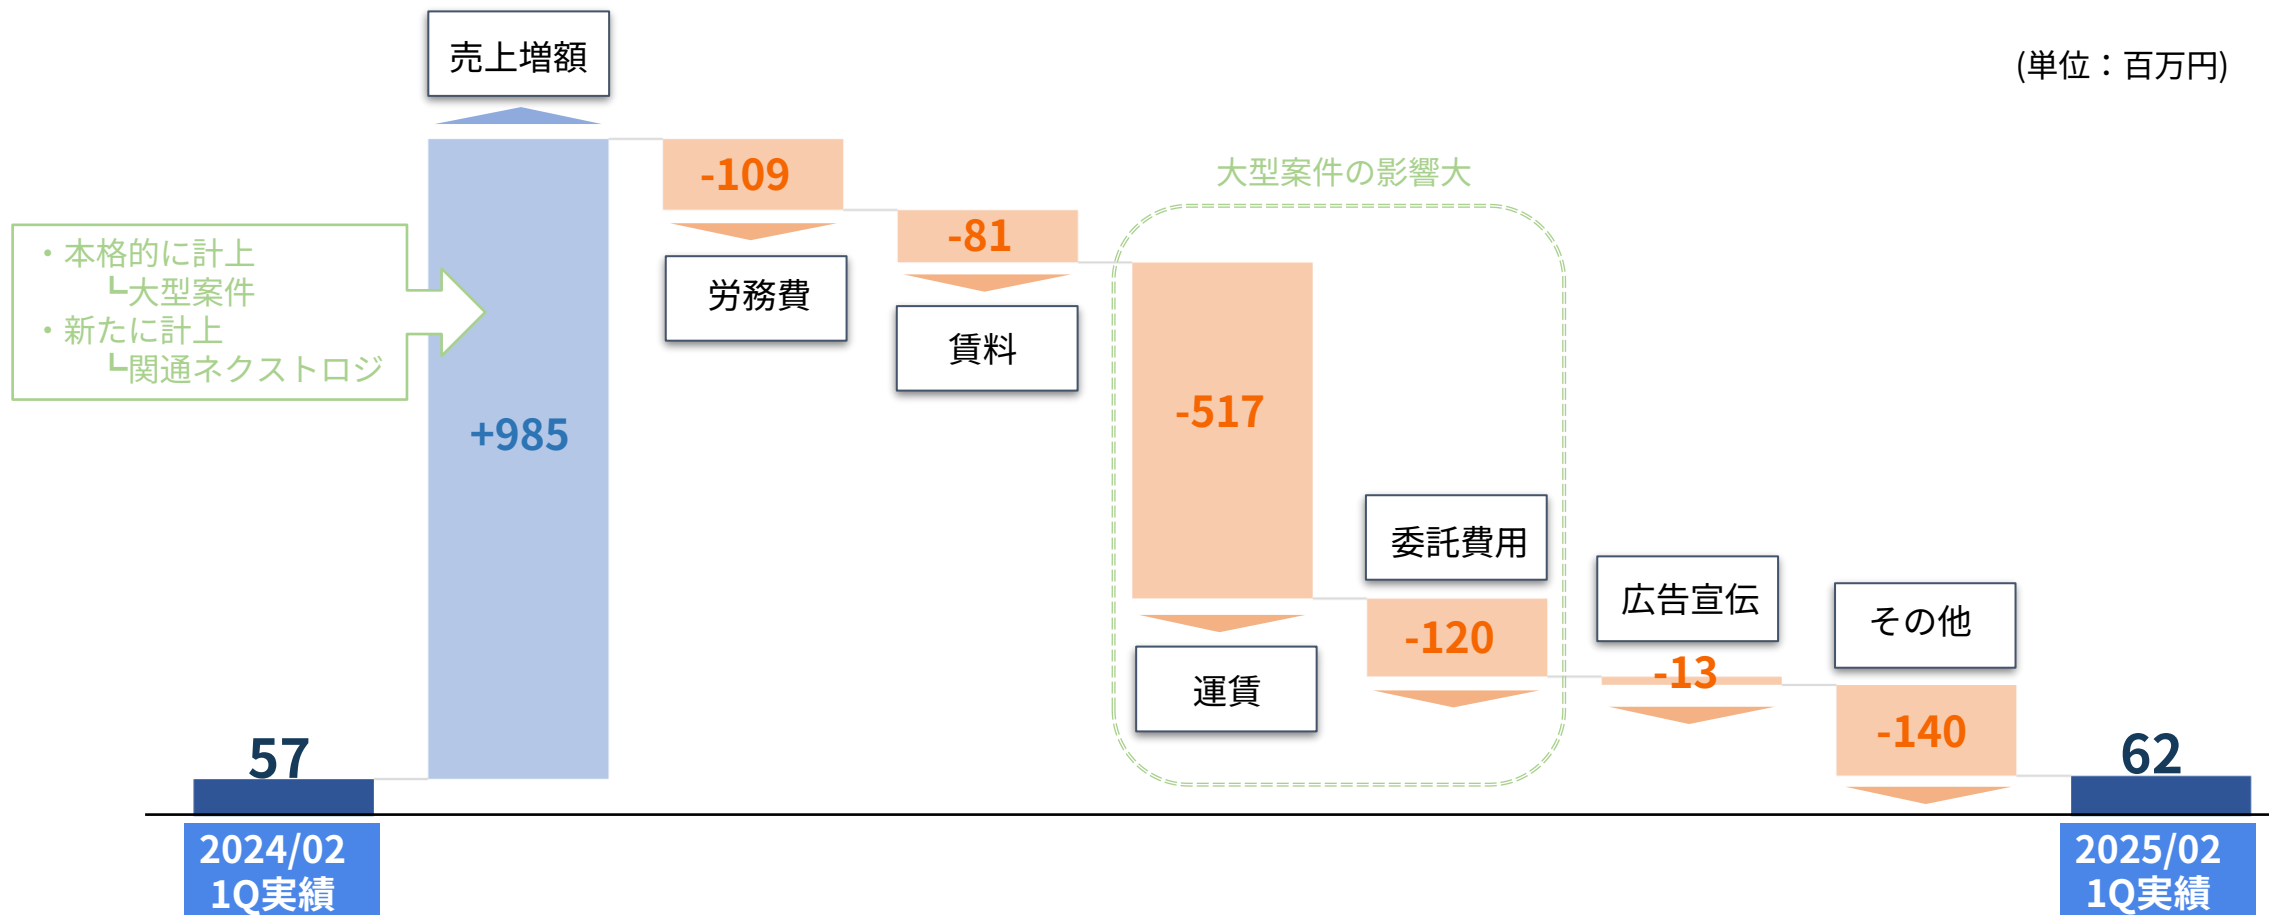 売上増額
(単位：百万円)
-109
大型案件の影響大
-81
・本格的に計上
┗大型案件
・新たに計上
┗関通ネクストロジ
労務費
賃料
-517
+985
委託費用
広告宣伝
その他
-120
-13
運賃
-140
57
62
2024/02
1Q実績
2025/02
1Q実績